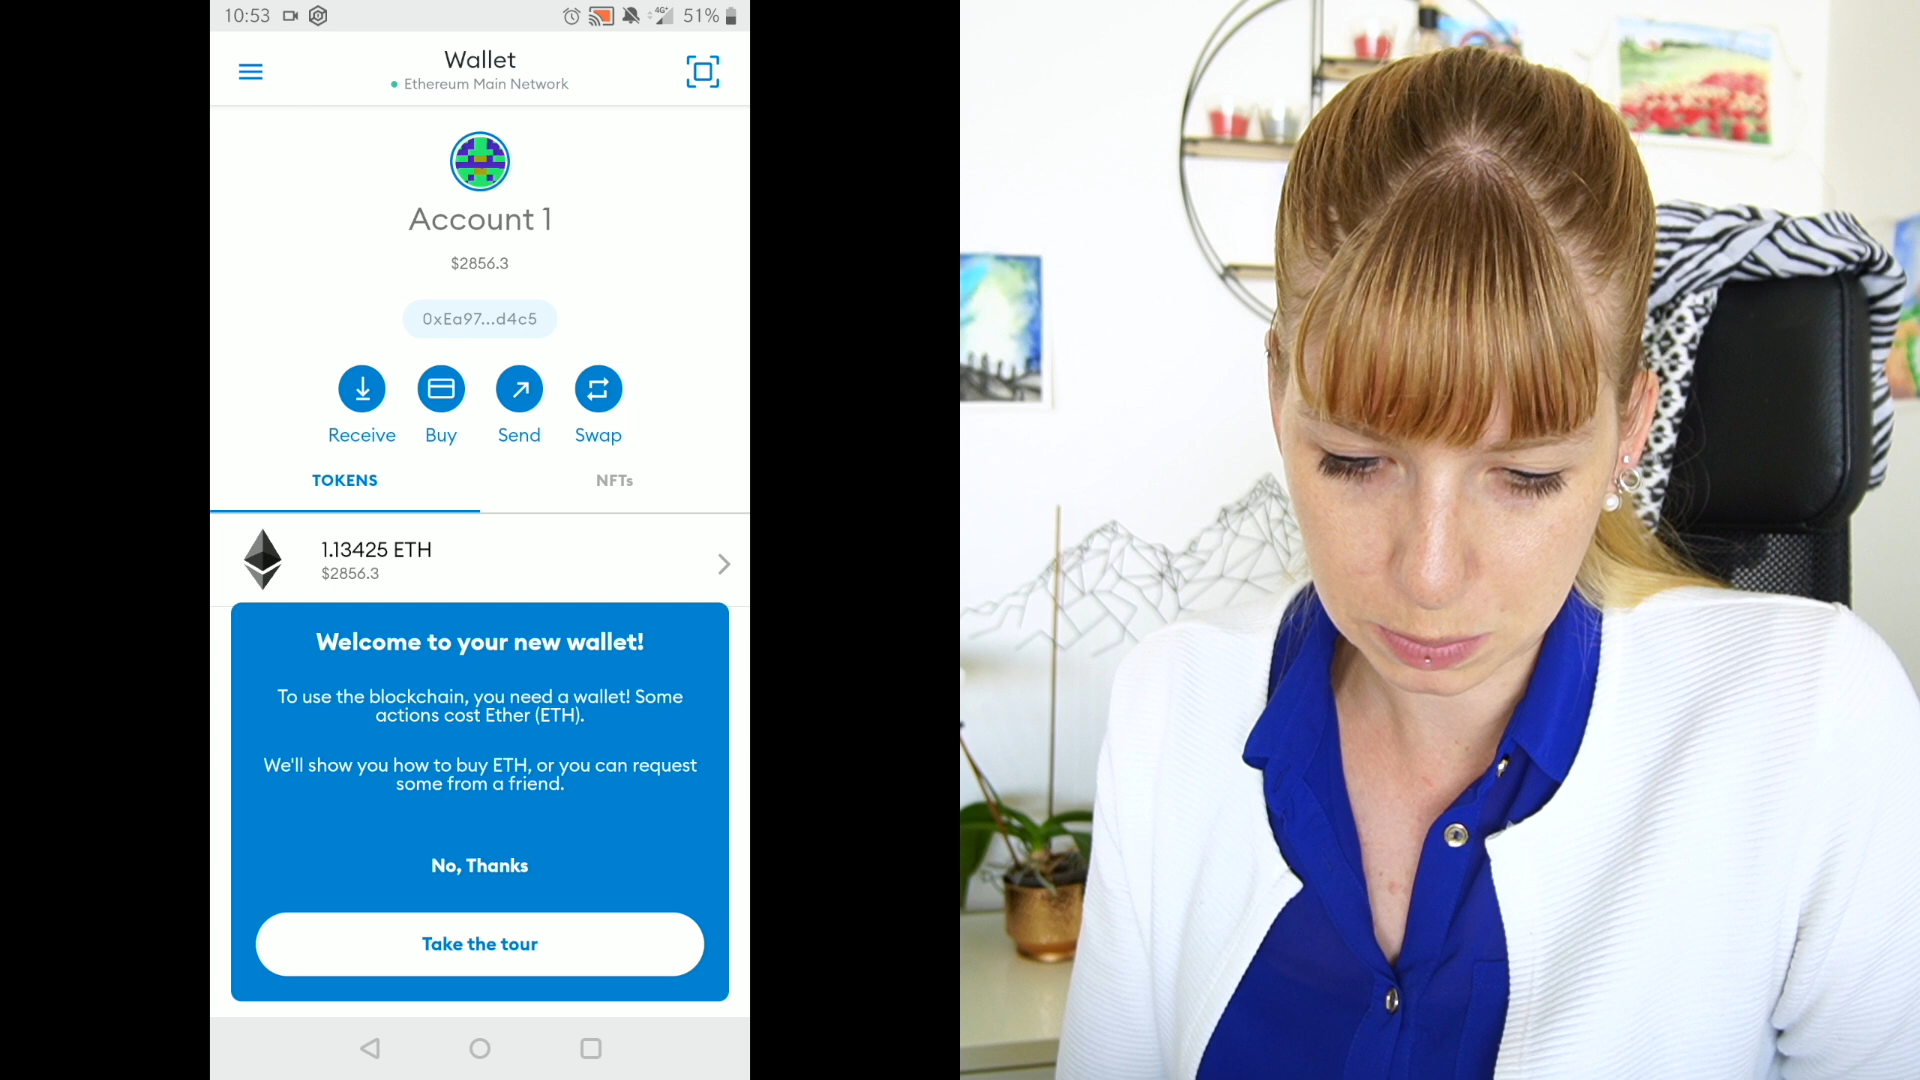 10:53
4G+ 51%
Wallet
Ethereum Main Network
Account 1
$2856.3
0xEa97...d4c5
Receive Buy Send Swap
TOKENS NFTs
1.13425 ETH
$2856.3
Welcome to your new wallet!
To use the blockchain, you need a wallet! Some
actions cost Ether (ETH).
We'll show you how to buy ETH, or you can request
some from a friend.
No, Thanks
Take the tour